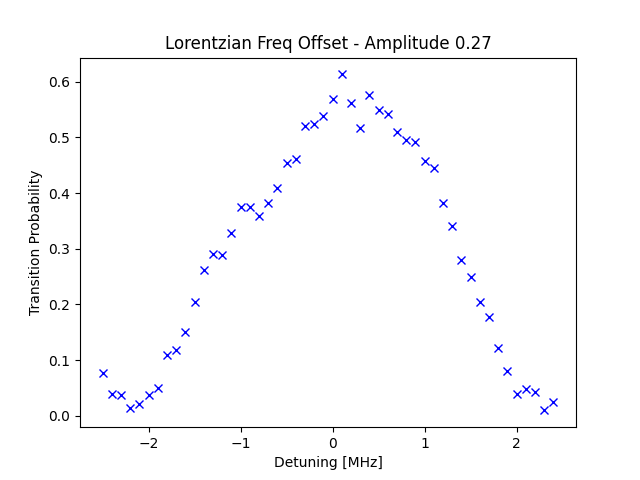 Lorentzian Freq Offset - Amplitude 0.27
Transition Probability
0.6
0.5
0.4
0.3
0.2
0.1
0.0
−2 −1 0 1 2
Detuning [MHz]